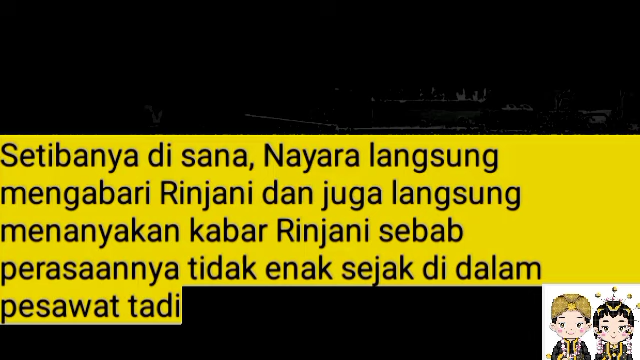 Setibanya di sana, Nayara langsung
mengabari Rinjani dan juga langsung
menanyakan kabar Rinjani sebab
perasaannya tidak enak sejak di dalam
pesawat tadi